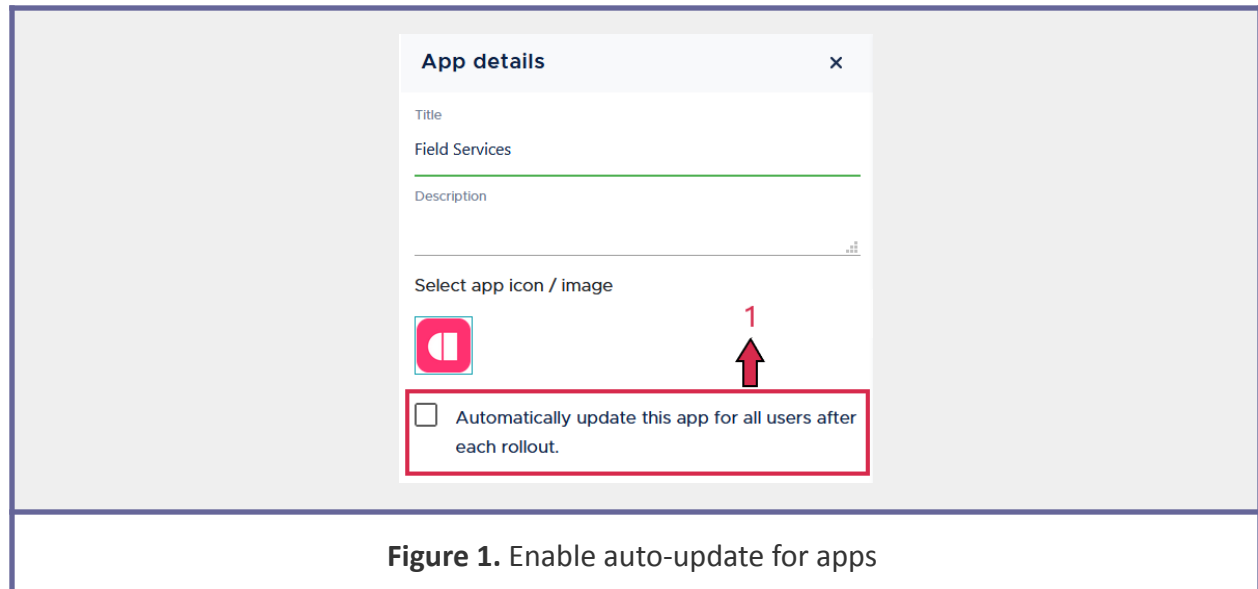 App details
Title
Field Services
Description
Select app icon / image
1
Automatically update this app for all users after
each rollout.
Figure 1. Enable auto-update for apps